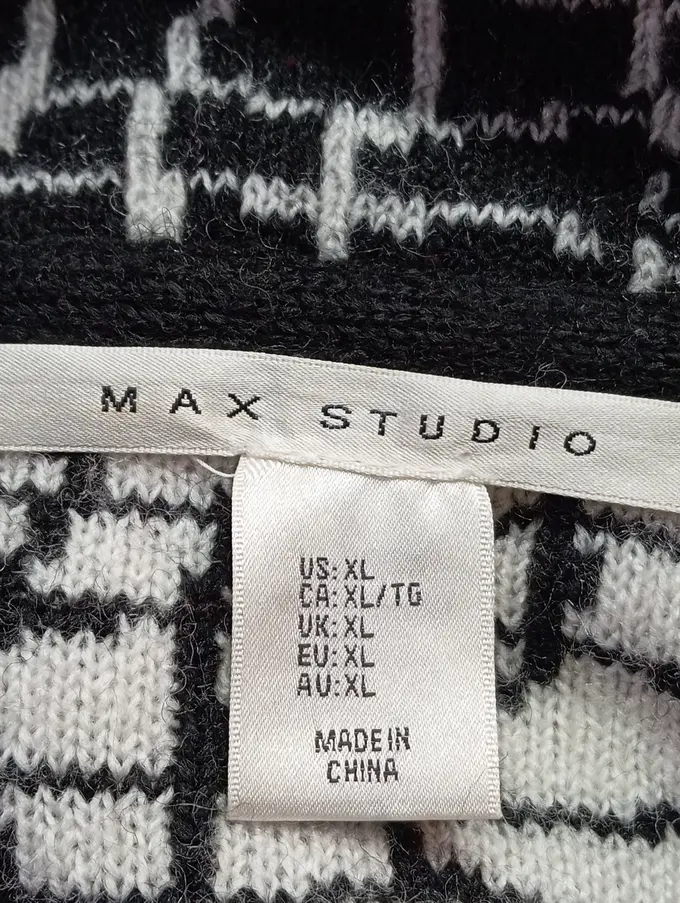 MAX STUDIO
US: XL
CA: XL/TG
UK: XL
EU: XL
AU: XL
MADE IN
CHINA